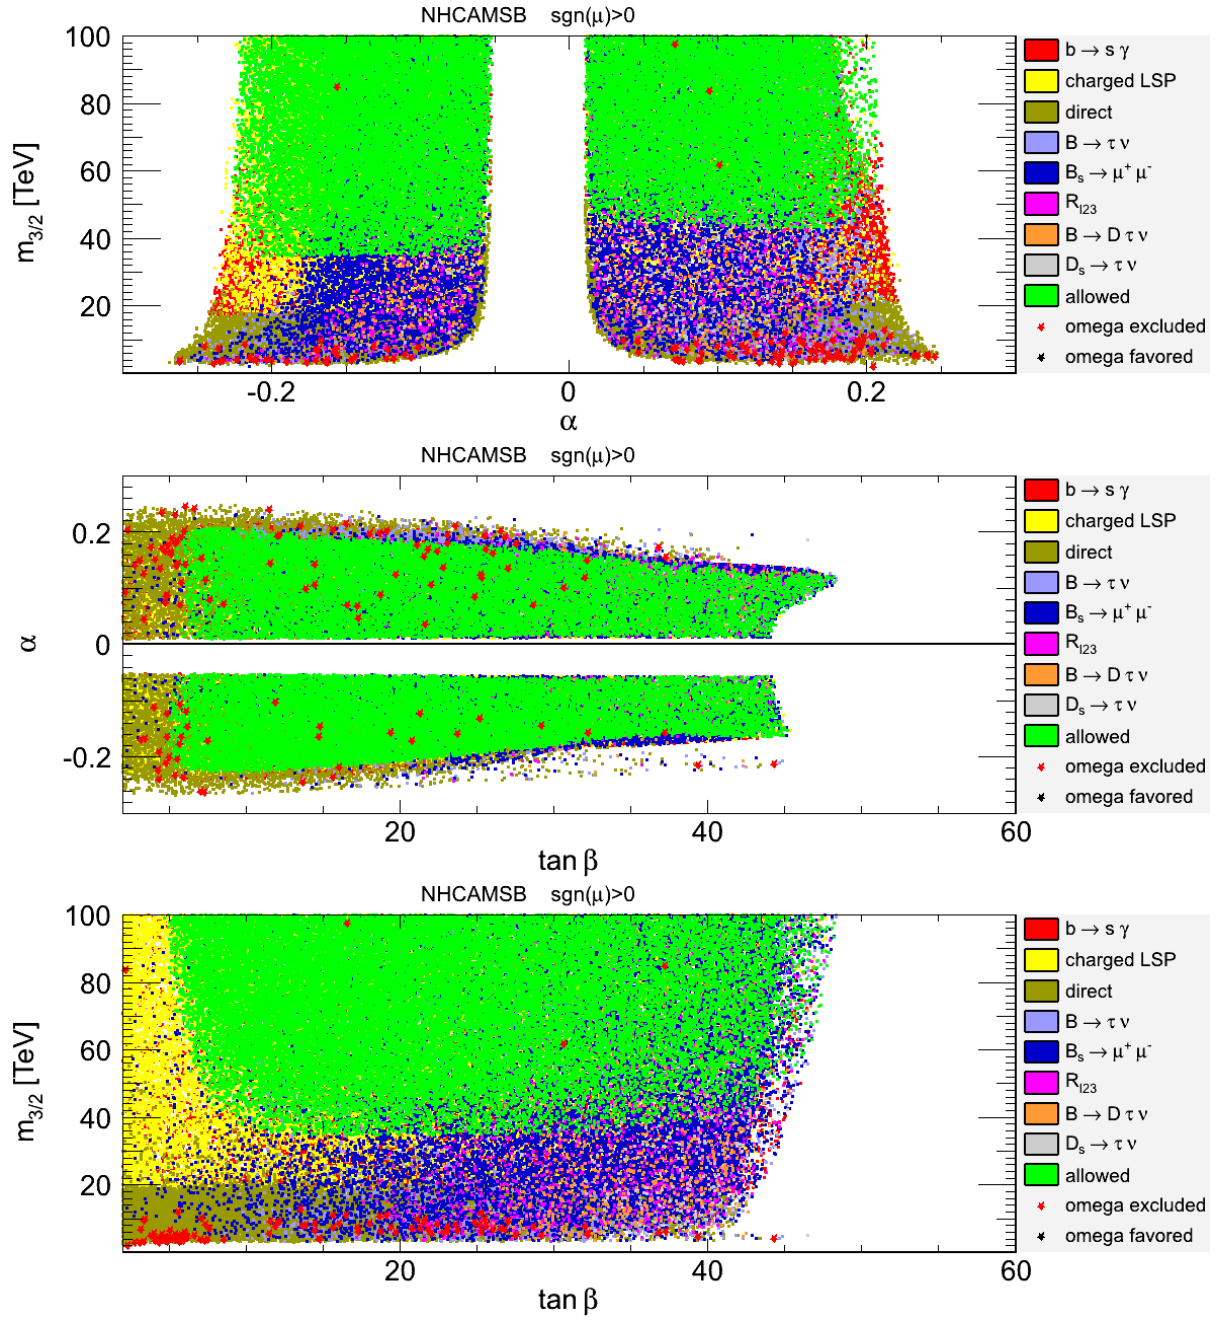 NHCAMSB sgn(μ)>0
100
80
60
40
20
m3/2 [TeV]
-0.2 0 0.2
α
b → s γ
charged LSP
direct
B → τ ν
Bs → μ+ μ-
Rl23
B → D τ ν
Ds → τ ν
allowed
omega excluded
omega favored
NHCAMSB sgn(μ)>0
0.2
0
-0.2
α
20 40 60
tan β
b → s γ
charged LSP
direct
B → τ ν
Bs → μ+ μ-
Rl23
B → D τ ν
Ds → τ ν
allowed
omega excluded
omega favored
NHCAMSB sgn(μ)>0
100
80
60
40
20
m3/2 [TeV]
20 40 60
tan β
b → s γ
charged LSP
direct
B → τ ν
Bs → μ+ μ-
Rl23
B → D τ ν
Ds → τ ν
allowed
omega excluded
omega favored